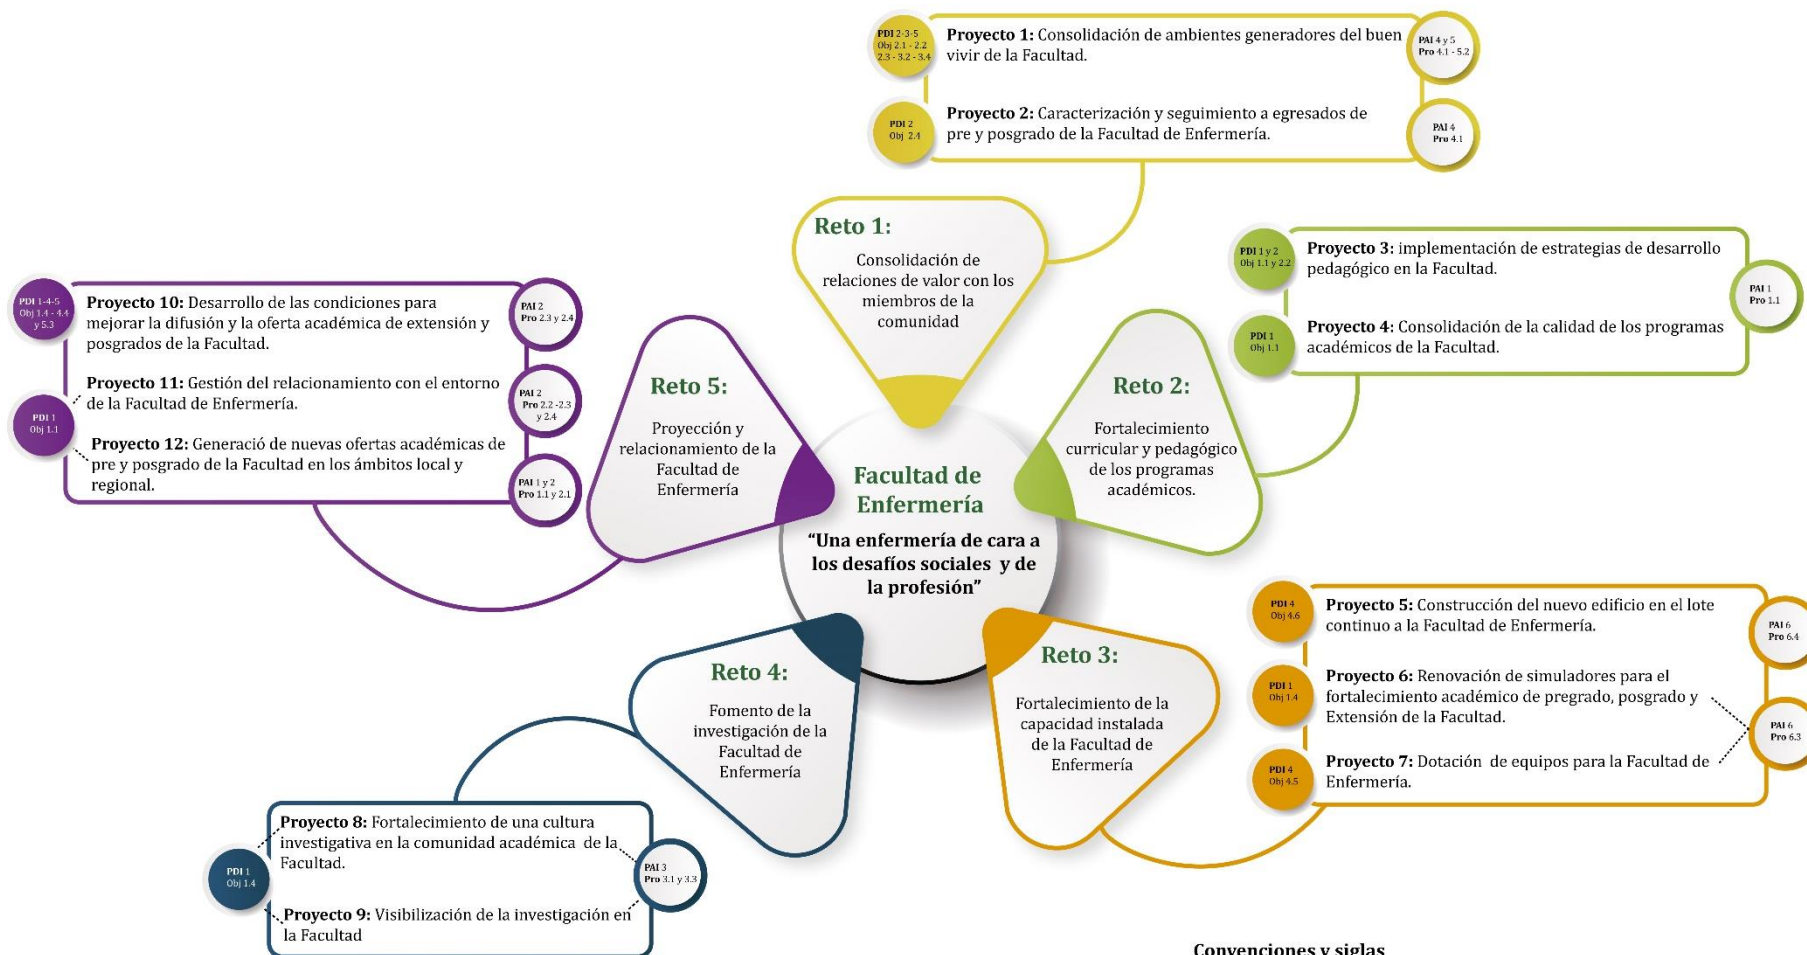 PDI 2-3-5
Obj 2.1 - 2.2
2.3 - 3.2 - 3.4
Proyecto 1: Consolidación de ambientes generadores del buen
vivir de la Facultad.
PAI 4 y 5
Pro 4.1 - 5.2
PDI 2
Obj 2.4
Proyecto 2: Caracterización y seguimiento a egresados de
pre y posgrado de la Facultad de Enfermería.
PAI 4
Pro 4.1
Reto 1:
Consolidación de
relaciones de valor con los
miembros de la
comunidad
PDI 1 y 2
Obj 1.1 y 2.2
Proyecto 3: implementación de estrategias de desarrollo
pedagógico en la Facultad.
PAI 1
Pro 1.1
PDI 1
Obj 1.1
Proyecto 4: Consolidación de la calidad de los programas
académicos de la Facultad.
Reto 2:
Fortalecimiento
curricular y pedagógico
de los programas
académicos.
PDI 1-4-5
Obj 1.4 - 4.4
y 5.3
Proyecto 10: Desarrollo de las condiciones para
mejorar la difusión y la oferta académica de extensión y
posgrados de la Facultad.
PAI 2
Pro 2.3 y 2.4
Proyecto 11: Gestión del relacionamiento con el entorno
de la Facultad de Enfermería.
PAI 2
Pro 2.2 -2.3
y 2.4
PDI 1
Obj 1.1
Proyecto 12: Generació de nuevas ofertas académicas de
pre y posgrado de la Facultad en los ámbitos local y
regional.
PAI 1 y 2
Pro 1.1 y 2.1
Reto 5:
Proyección y
relacionamiento de la
Facultad de
Enfermería
Facultad de
Enfermería
“Una enfermería de cara a
los desafíos sociales y de
la profesión”
Reto 3:
Fortalecimiento de la
capacidad instalada
de la Facultad de
Enfermería
PDI 4
Obj 4.6
Proyecto 5: Construcción del nuevo edificio en el lote
continuo a la Facultad de Enfermería.
PAI 6
Pro 6.4
PDI 1
Obj 1.4
Proyecto 6: Renovación de simuladores para el
fortalecimiento académico de pregrado, posgrado y
Extensión de la Facultad.
PAI 6
Pro 6.3
PDI 4
Obj 4.5
Proyecto 7: Dotación de equipos para la Facultad de
Enfermería.
Reto 4:
Fomento de la
investigación de la
Facultad de
Enfermería
Proyecto 8: Fortalecimiento de una cultura
investigativa en la comunidad académica de la
Facultad.
PDI 1
Obj 1.4
PAI 3
Pro 3.1 y 3.3
Proyecto 9: Visibilización de la investigación en
la Facultad
Convenciones y siglas